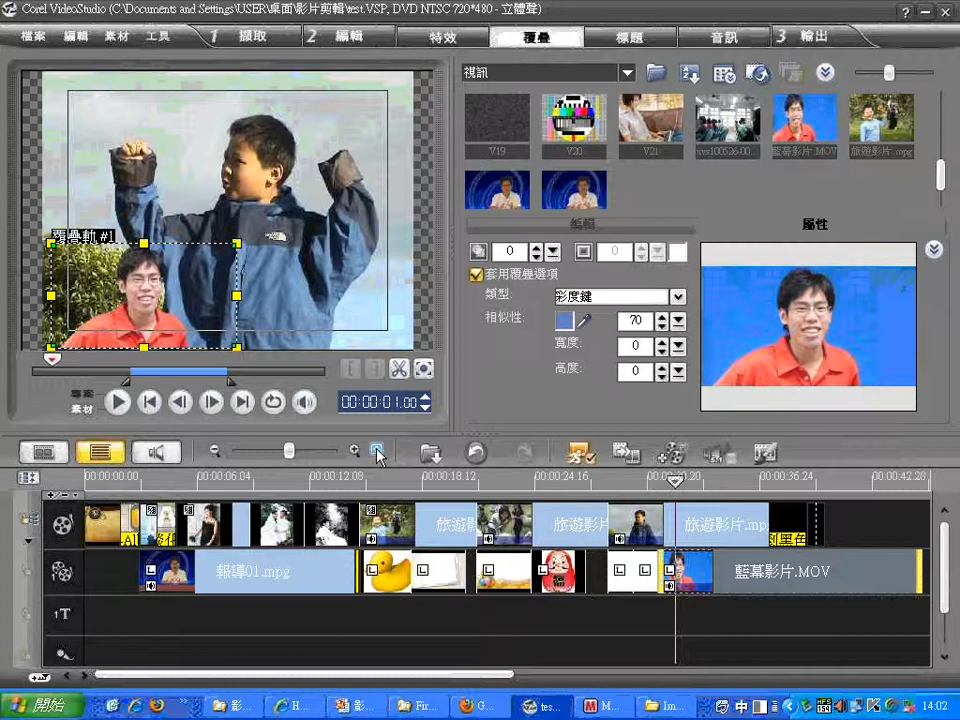 Corel VideoStudio (C:\Documents and Settings\USER\桌面\影片剪輯\test.VSP, DVD NTSC 720*480 - 立體聲)
檔案 編輯 素材 工具 1 擷取 2 編輯 特效 覆疊 標題 音訊 3 輸出
視訊
V19 V20 V21 藍幕影片.MOV 旅遊影片.mpg
覆疊軌 #1
編輯 屬性
0 0
套用覆疊選項
類型: 彩度鍵
相似性: 70
寬度: 0
高度: 0
專案
素材
00:00:01.00
00:00:00.00 00:00:06.04 00:00:12.08 00:00:18.12 00:00:24.16 00:00:36.24 00:00:42.28
旅遊影片.mp
報導01.mpg 藍幕影片.MOV
1T
開始 影... H... 影... Fir... G... tes... M... Im... 中 14:02